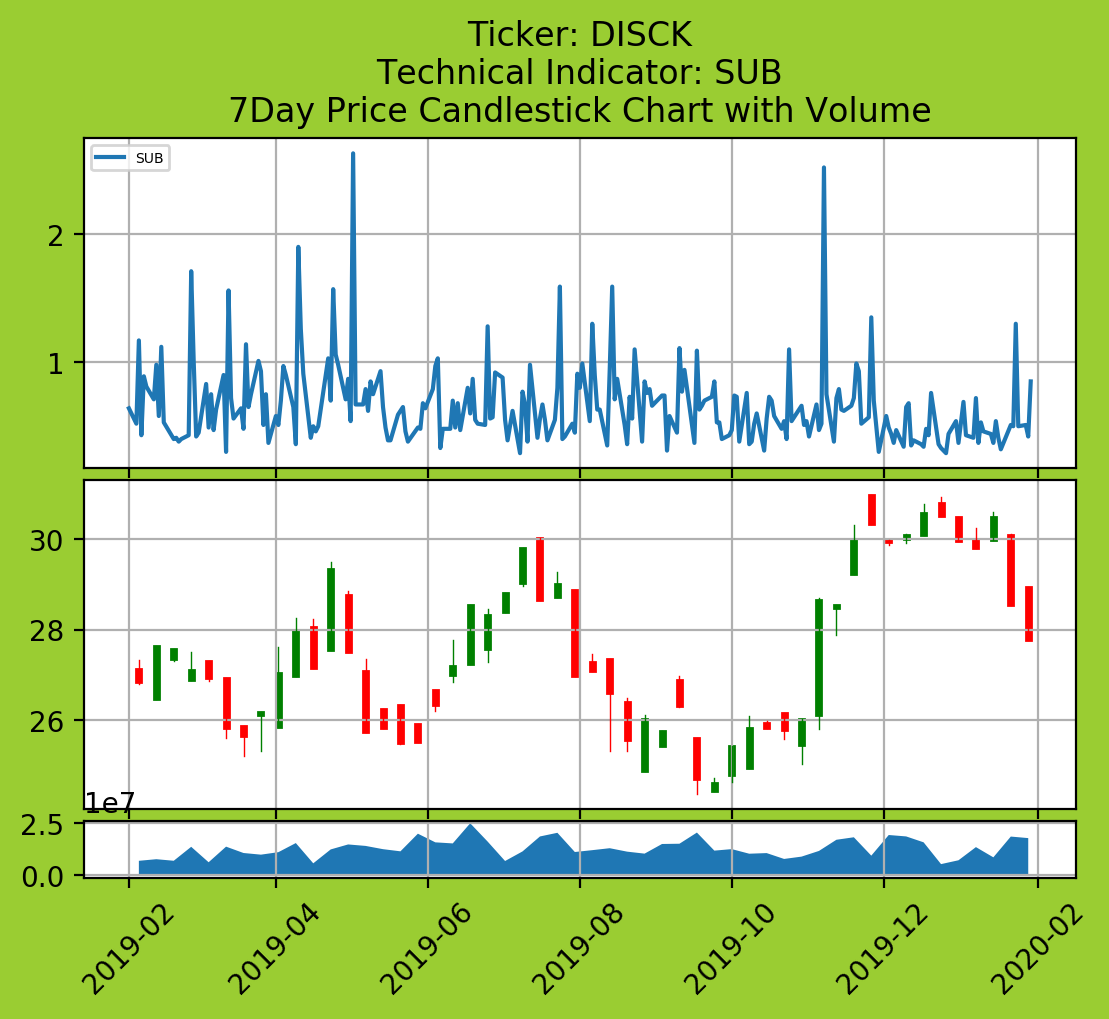 Ticker: DISCK
Technical Indicator: SUB
7Day Price Candlestick Chart with Volume
SUB
2
1
30
28
26
1e7
2.5
0.0
2019-02 2019-04 2019-06 2019-08 2019-10 2019-12 2020-02